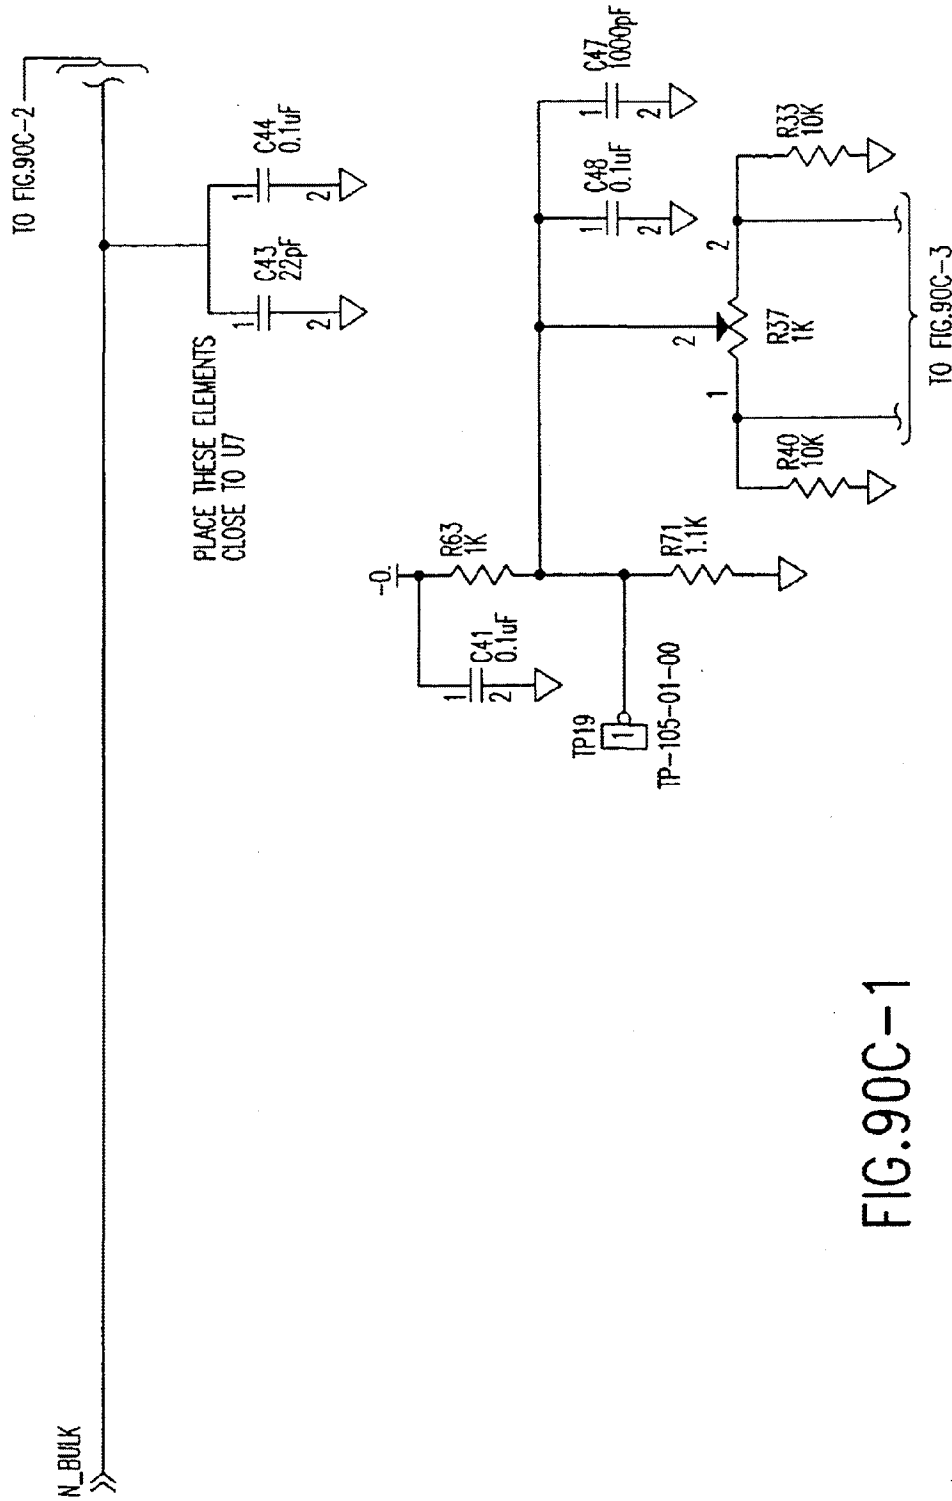 TO FIG.90C-2
N_BULK
1
C43
22pF
2
1
C44
0.1uF
2
PLACE THESE ELEMENTS
CLOSE TO U7
-0.
R63
1K
1
C41
0.1uF
2
TP19
1
TP-105-01-00
R71
1.1K
1
C48
0.1uF
2
1
C47
1000pF
2
2
1
R37
1K
2
R40
10K
R33
10K
TO FIG.90C-3
FIG.90C-1